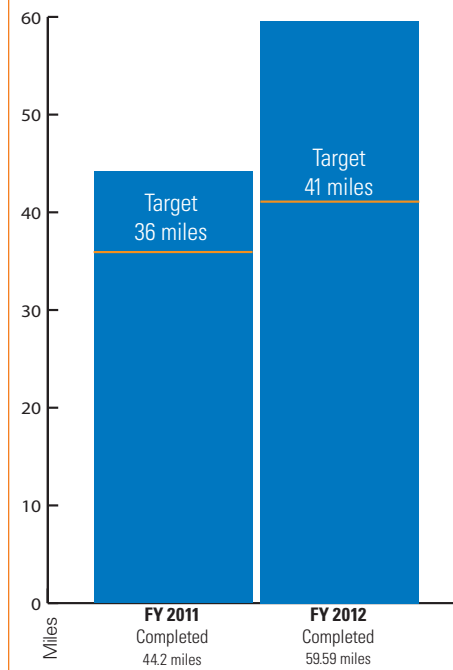 60
50
40
30
20
10
0
Miles
Target
36 miles
Target
41 miles
FY 2011
Completed
44.2 miles
FY 2012
Completed
59.59 miles